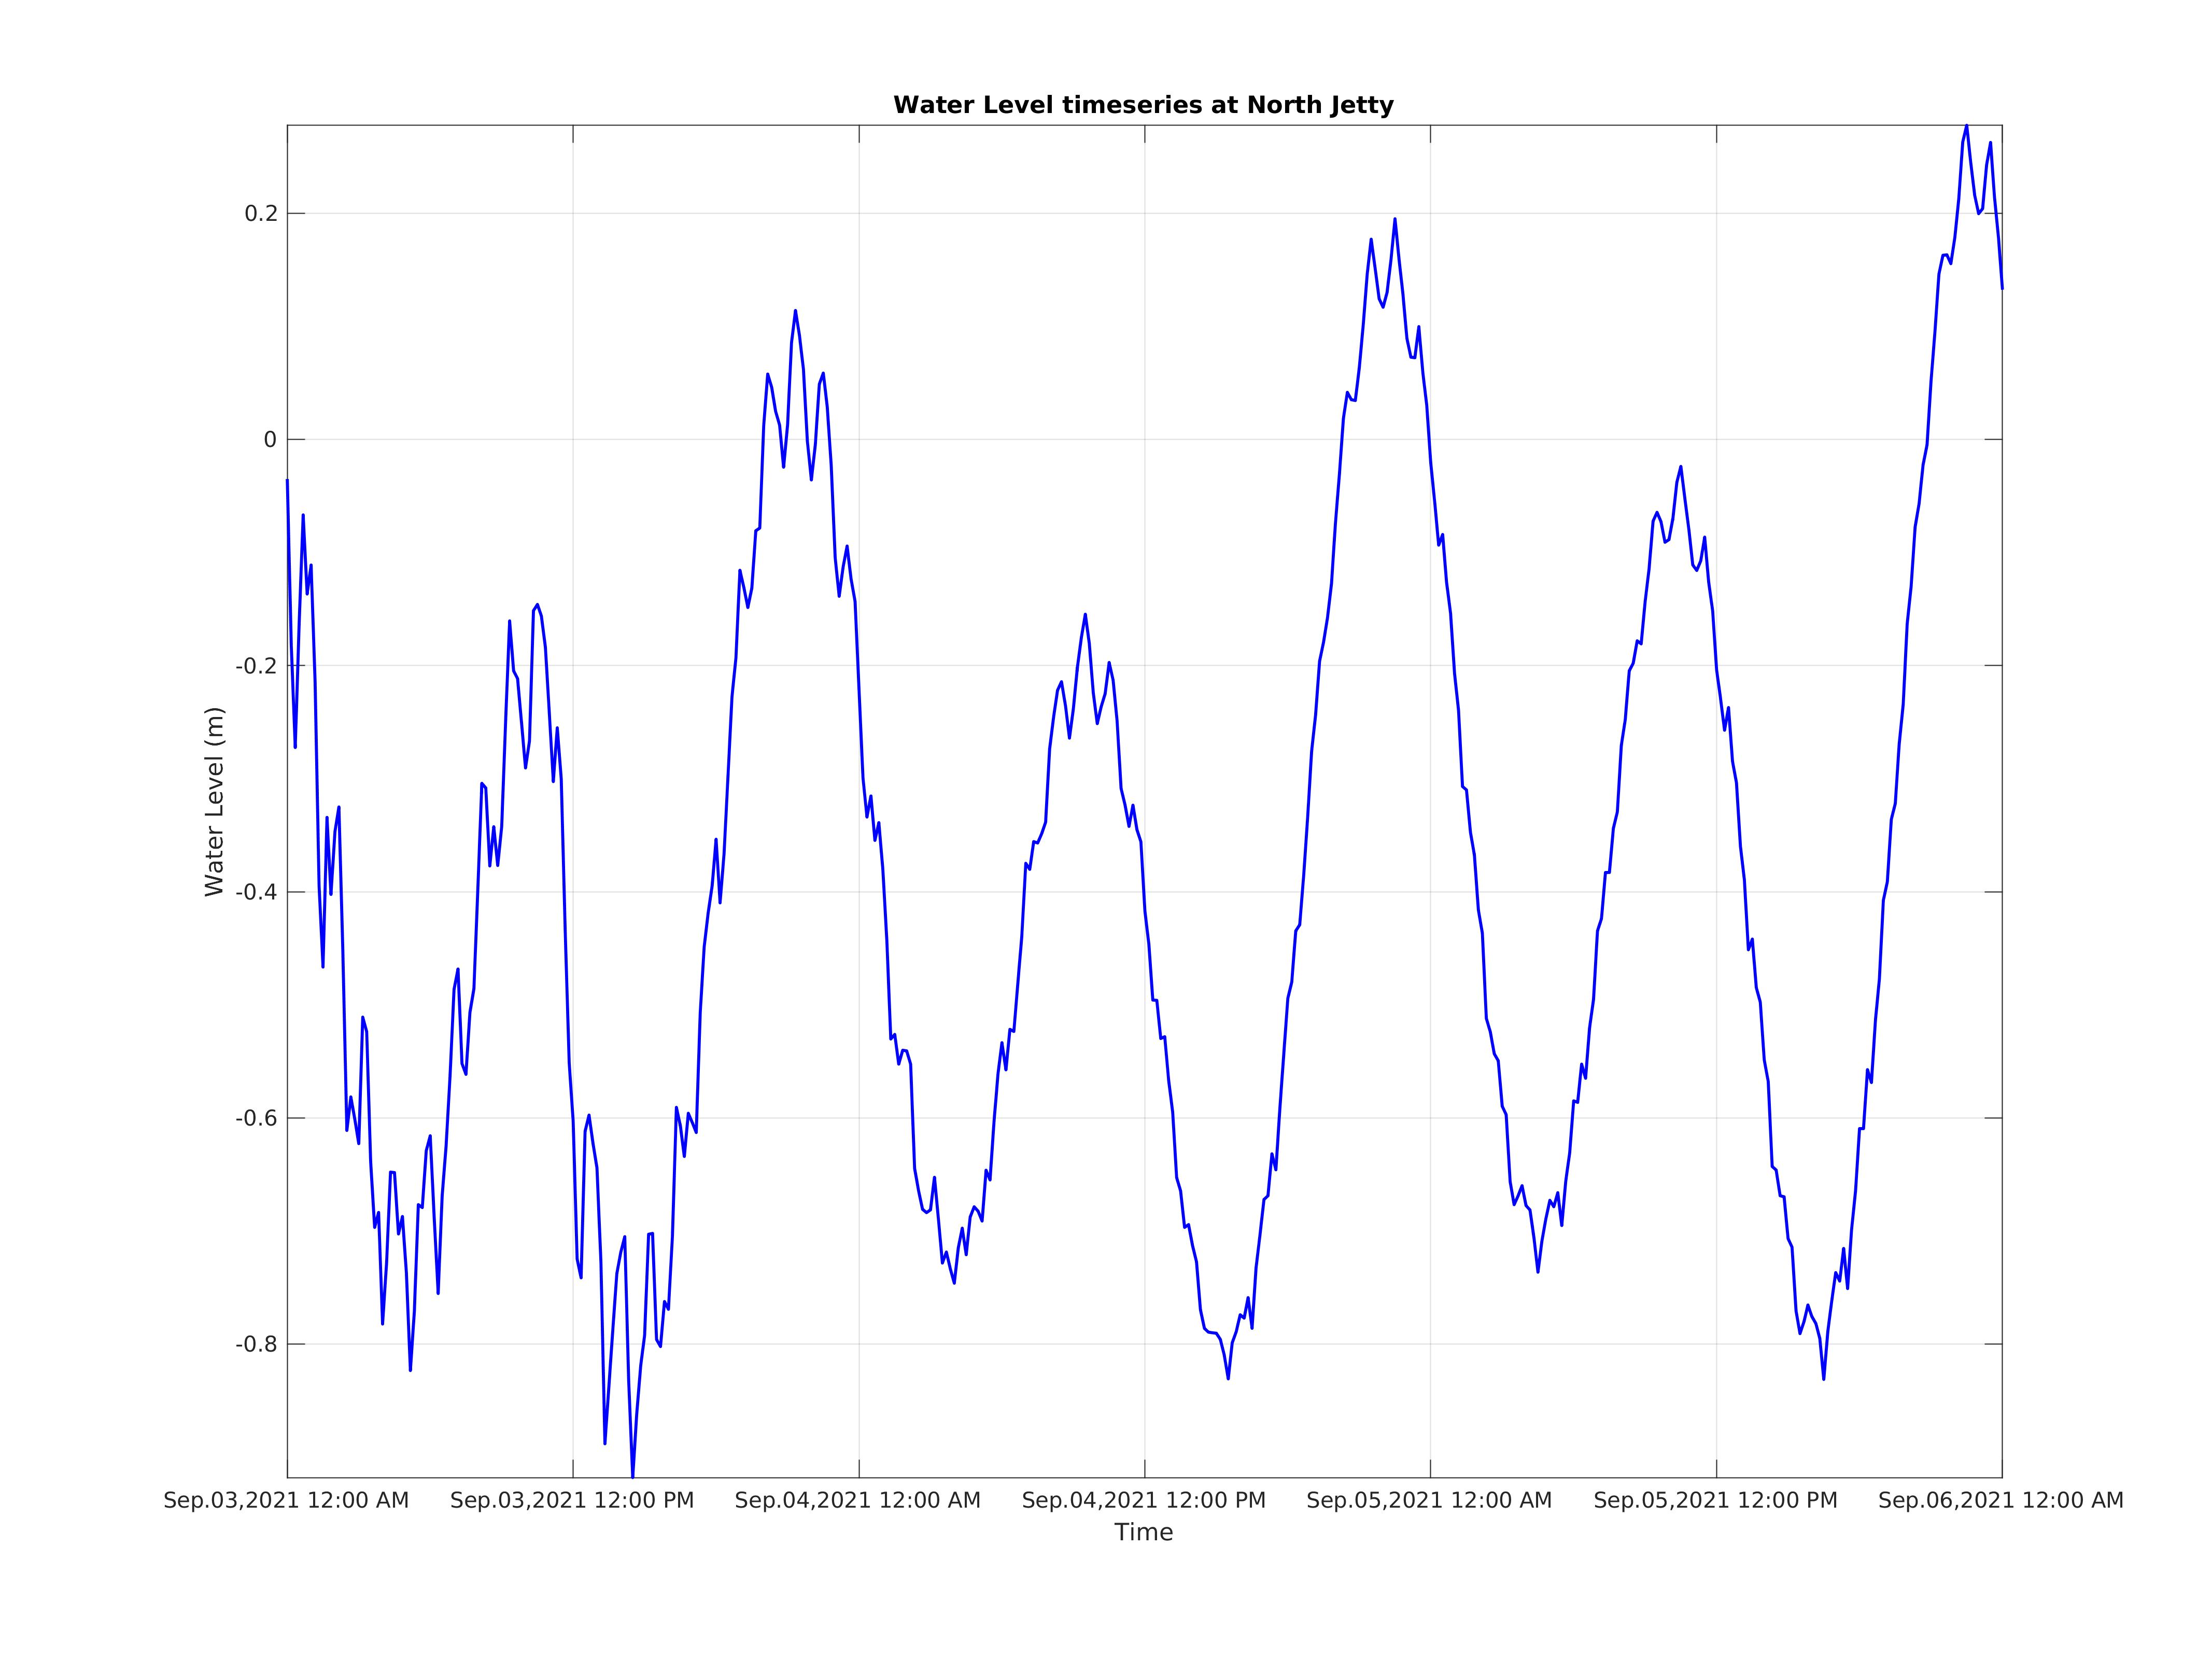 Water Level timeseries at North Jetty
0.2
0
-0.2
-0.4
-0.6
-0.8
Water Level (m)
Sep.03,2021 12:00 AM
Sep.03,2021 12:00 PM
Sep.04,2021 12:00 AM
Sep.04,2021 12:00 PM
Sep.05,2021 12:00 AM
Sep.05,2021 12:00 PM
Sep.06,2021 12:00 AM
Time